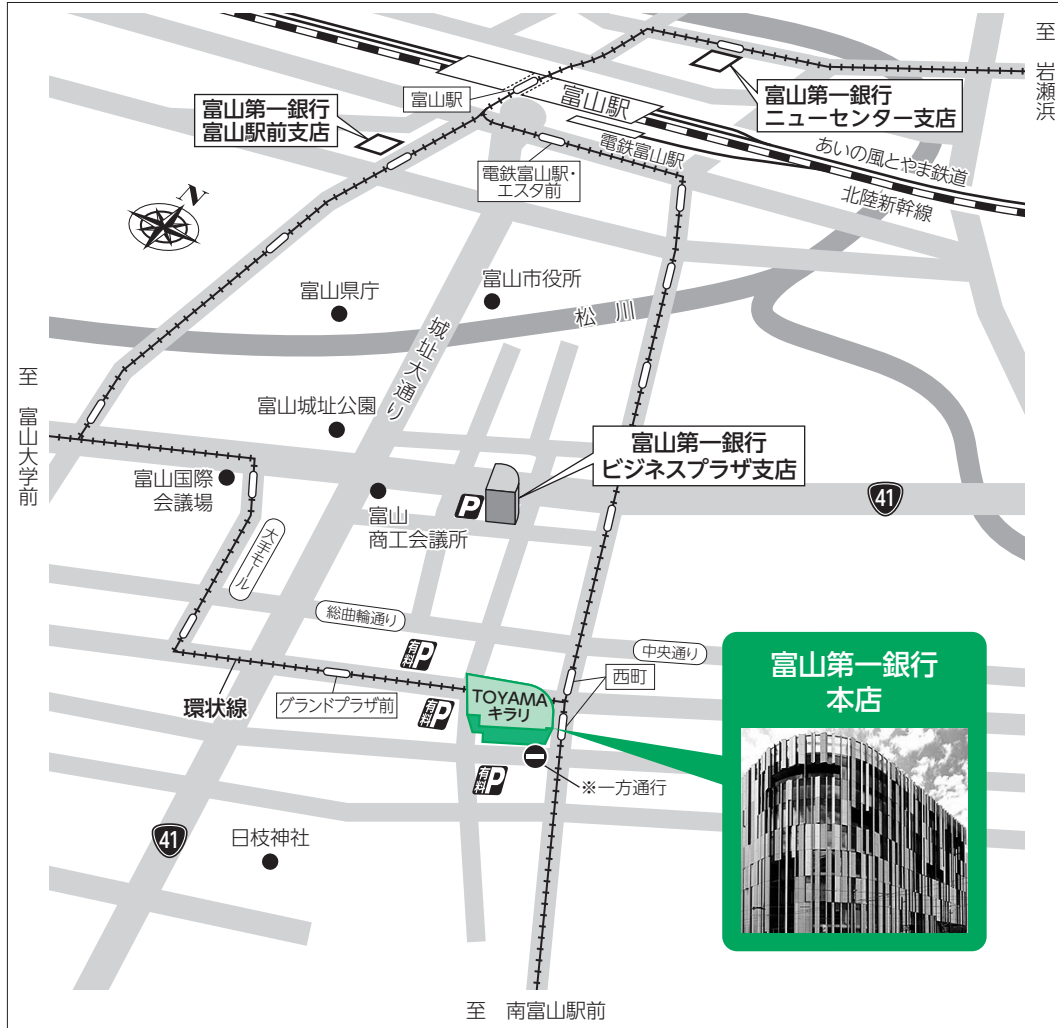 至 岩瀬浜
富山駅
富山第一銀行
富山駅前支店
富山駅
富山第一銀行
ニューセンター支店
電鉄富山駅
電鉄富山駅・
エスタ前
あいの風とやま鉄道
北陸新幹線
N
富山県庁
富山市役所
松川
城址大通り
至 富山大学前
富山城址公園
富山第一銀行
ビジネスプラザ支店
富山国際
会議場
P
富山
商工会議所
41
大手モール
総曲輪通り
中央通り
有料P
西町
環状線
グランドプラザ前
有料P
TOYAMA
キラリ
富山第一銀行
本店
有料P
※一方通行
41
日枝神社
至 南富山駅前